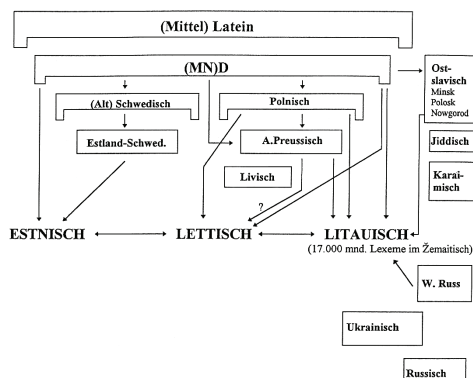 (Mittel) Latein
(MN)D
Ost-
slavisch
Minsk
Polosk
Nowgorod
(Alt) Schwedisch
Polnisch
Estland-Schwed.
A.Preussisch
Jiddisch
Livisch
Karai-
misch
?
ESTNISCH
LETTISCH
LITAUISCH
(17.000 mnd. Lexeme im Žemaitisch)
W. Russ
Ukrainisch
Russisch